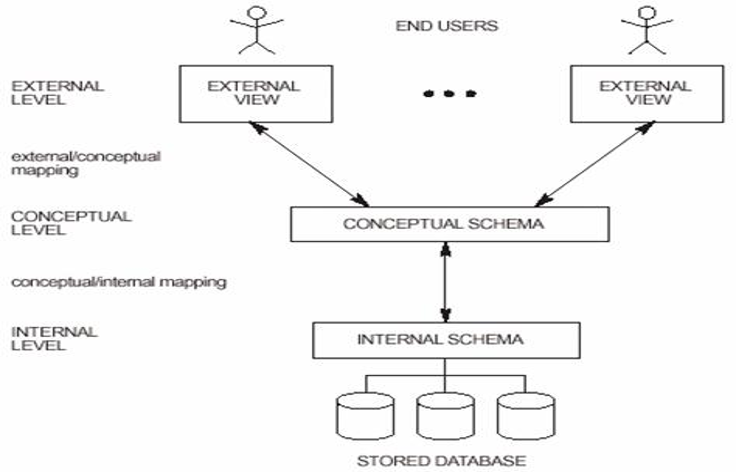 END USERS
EXTERNAL
LEVEL
EXTERNAL
VIEW
EXTERNAL
VIEW
external/conceptual
mapping
CONCEPTUAL
LEVEL
CONCEPTUAL SCHEMA
conceptual/internal mapping
INTERNAL
LEVEL
INTERNAL SCHEMA
STORED DATABASE